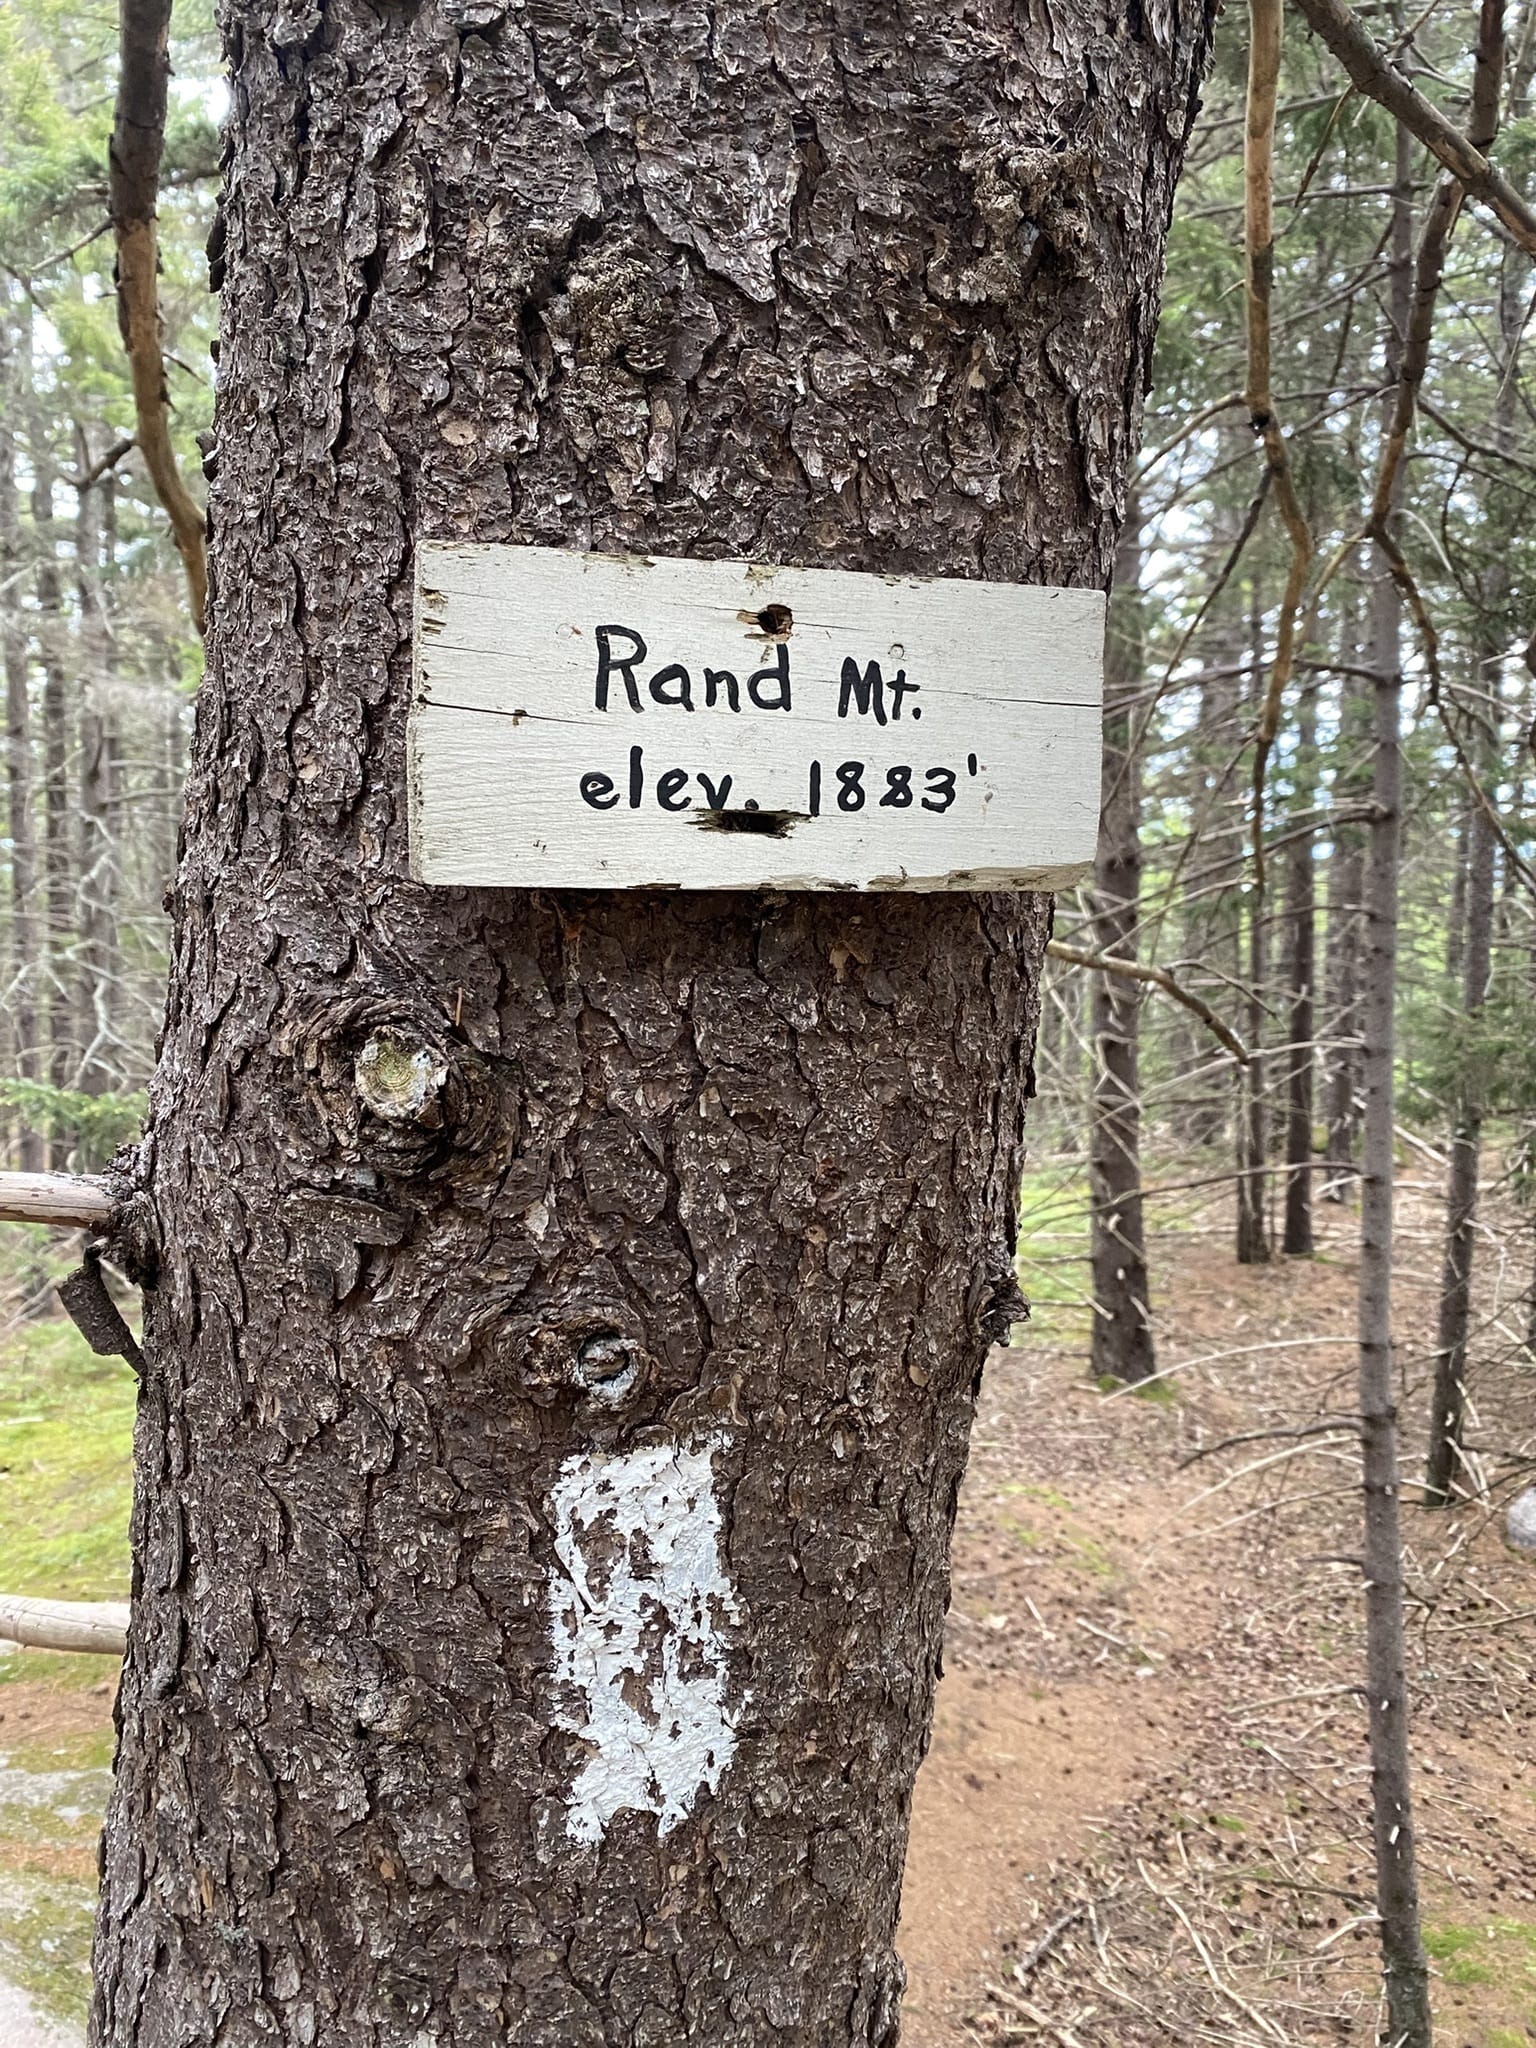 Rand Mt.
elev. 1883'